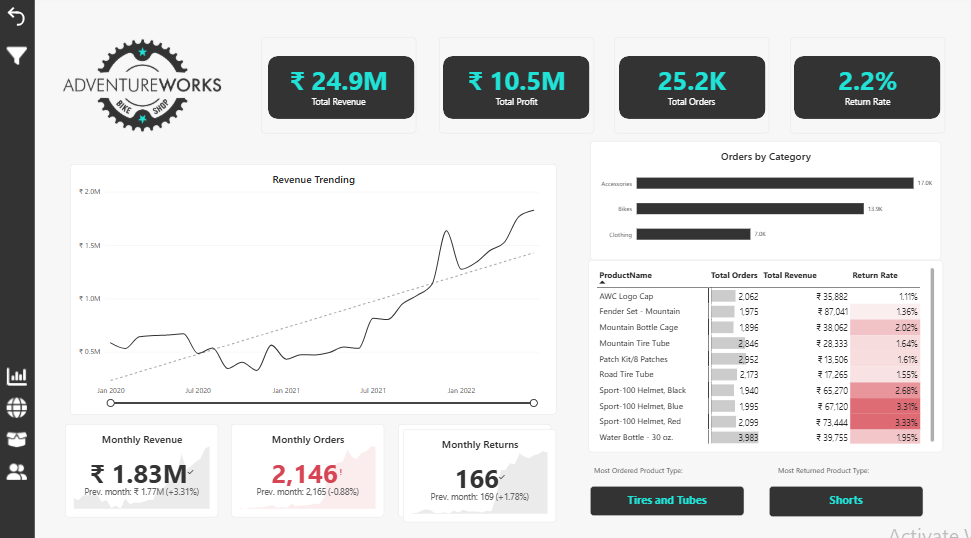 ADVENTUREWORKS
BIKE SHOP
₹ 24.9M
Total Revenue
₹ 10.5M
Total Profit
25.2K
Total Orders
2.2%
Return Rate
Revenue Trending
₹ 2.0M
₹ 1.5M
₹ 1.0M
₹ 0.5M
Jan 2020 Jul 2020 Jan 2021 Jul 2021 Jan 2022
Orders by Category
Accessories 17.0K
Bikes 13.9K
Clothing 7.0K
ProductName Total Orders Total Revenue Return Rate
AWC Logo Cap 2,062 ₹ 35,882 1.11%
Fender Set - Mountain 1,975 ₹ 87,041 1.36%
Mountain Bottle Cage 1,896 ₹ 38,062 2.02%
Mountain Tire Tube 2,846 ₹ 28,333 1.64%
Patch Kit/8 Patches 2,952 ₹ 13,506 1.61%
Road Tire Tube 2,173 ₹ 17,265 1.55%
Sport-100 Helmet, Black 1,940 ₹ 65,270 2.68%
Sport-100 Helmet, Blue 1,995 ₹ 67,120 3.31%
Sport-100 Helmet, Red 2,099 ₹ 73,444 3.33%
Water Bottle - 30 oz. 3,983 ₹ 39,755 1.95%
Monthly Revenue
₹ 1.83M
Prev. month: ₹ 1.77M (+3.31%)
Monthly Orders
2,146!
Prev. month: 2,165 (-0.88%)
Monthly Returns
166
Prev. month: 169 (+1.78%)
Most Ordered Product Type:
Tires and Tubes
Most Returned Product Type:
Shorts
Activate